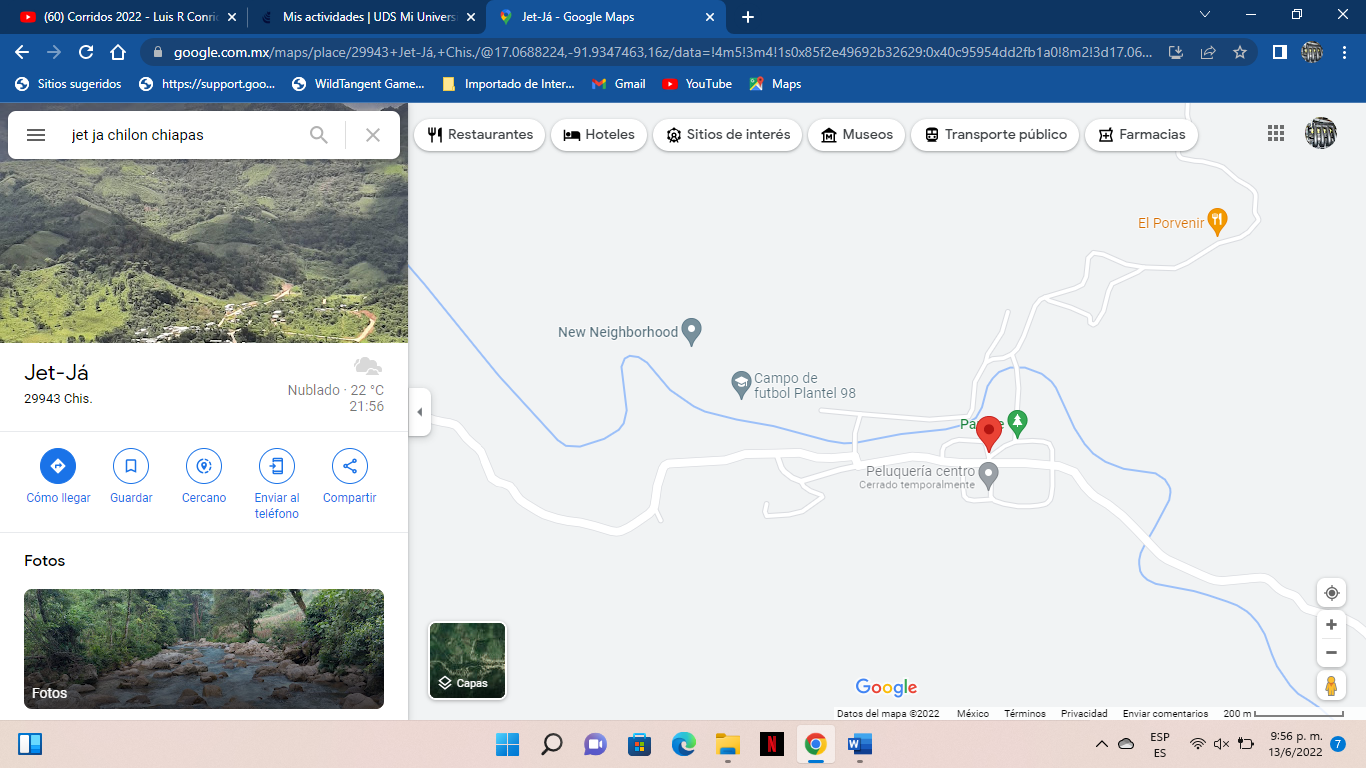 (60) Corridos 2022 - Luis R Conri
Mis actividades | UDS Mi Univers
Jet-Já - Google Maps
google.com.mx/maps/place/29943+Jet-Já,+Chis./@17.0688224,-91.9347463,16z/data=!4m5!3m4!1s0x85f2e49692b32629:0x40c95954dd2fb1a0!8m2!3d17.06...
Sitios sugeridos
https://support.goo...
WildTangent Game...
Importado de Inter...
Gmail
YouTube
Maps
jet ja chilon chiapas
Restaurantes
Hoteles
Sitios de interés
Museos
Transporte público
Farmacias
El Porvenir
New Neighborhood
Campo de
futbol Plantel 98
Peluquería centro
Cerrado temporalmente
Jet-Já
29943 Chis.
Nublado · 22 °C
21:56
Cómo llegar
Guardar
Cercano
Enviar al
teléfono
Compartir
Fotos
Fotos
Capas
Google
Datos del mapa ©2022
México
Términos
Privacidad
Enviar comentarios
200 m
ESP
ES
9:56 p. m.
13/6/2022
7